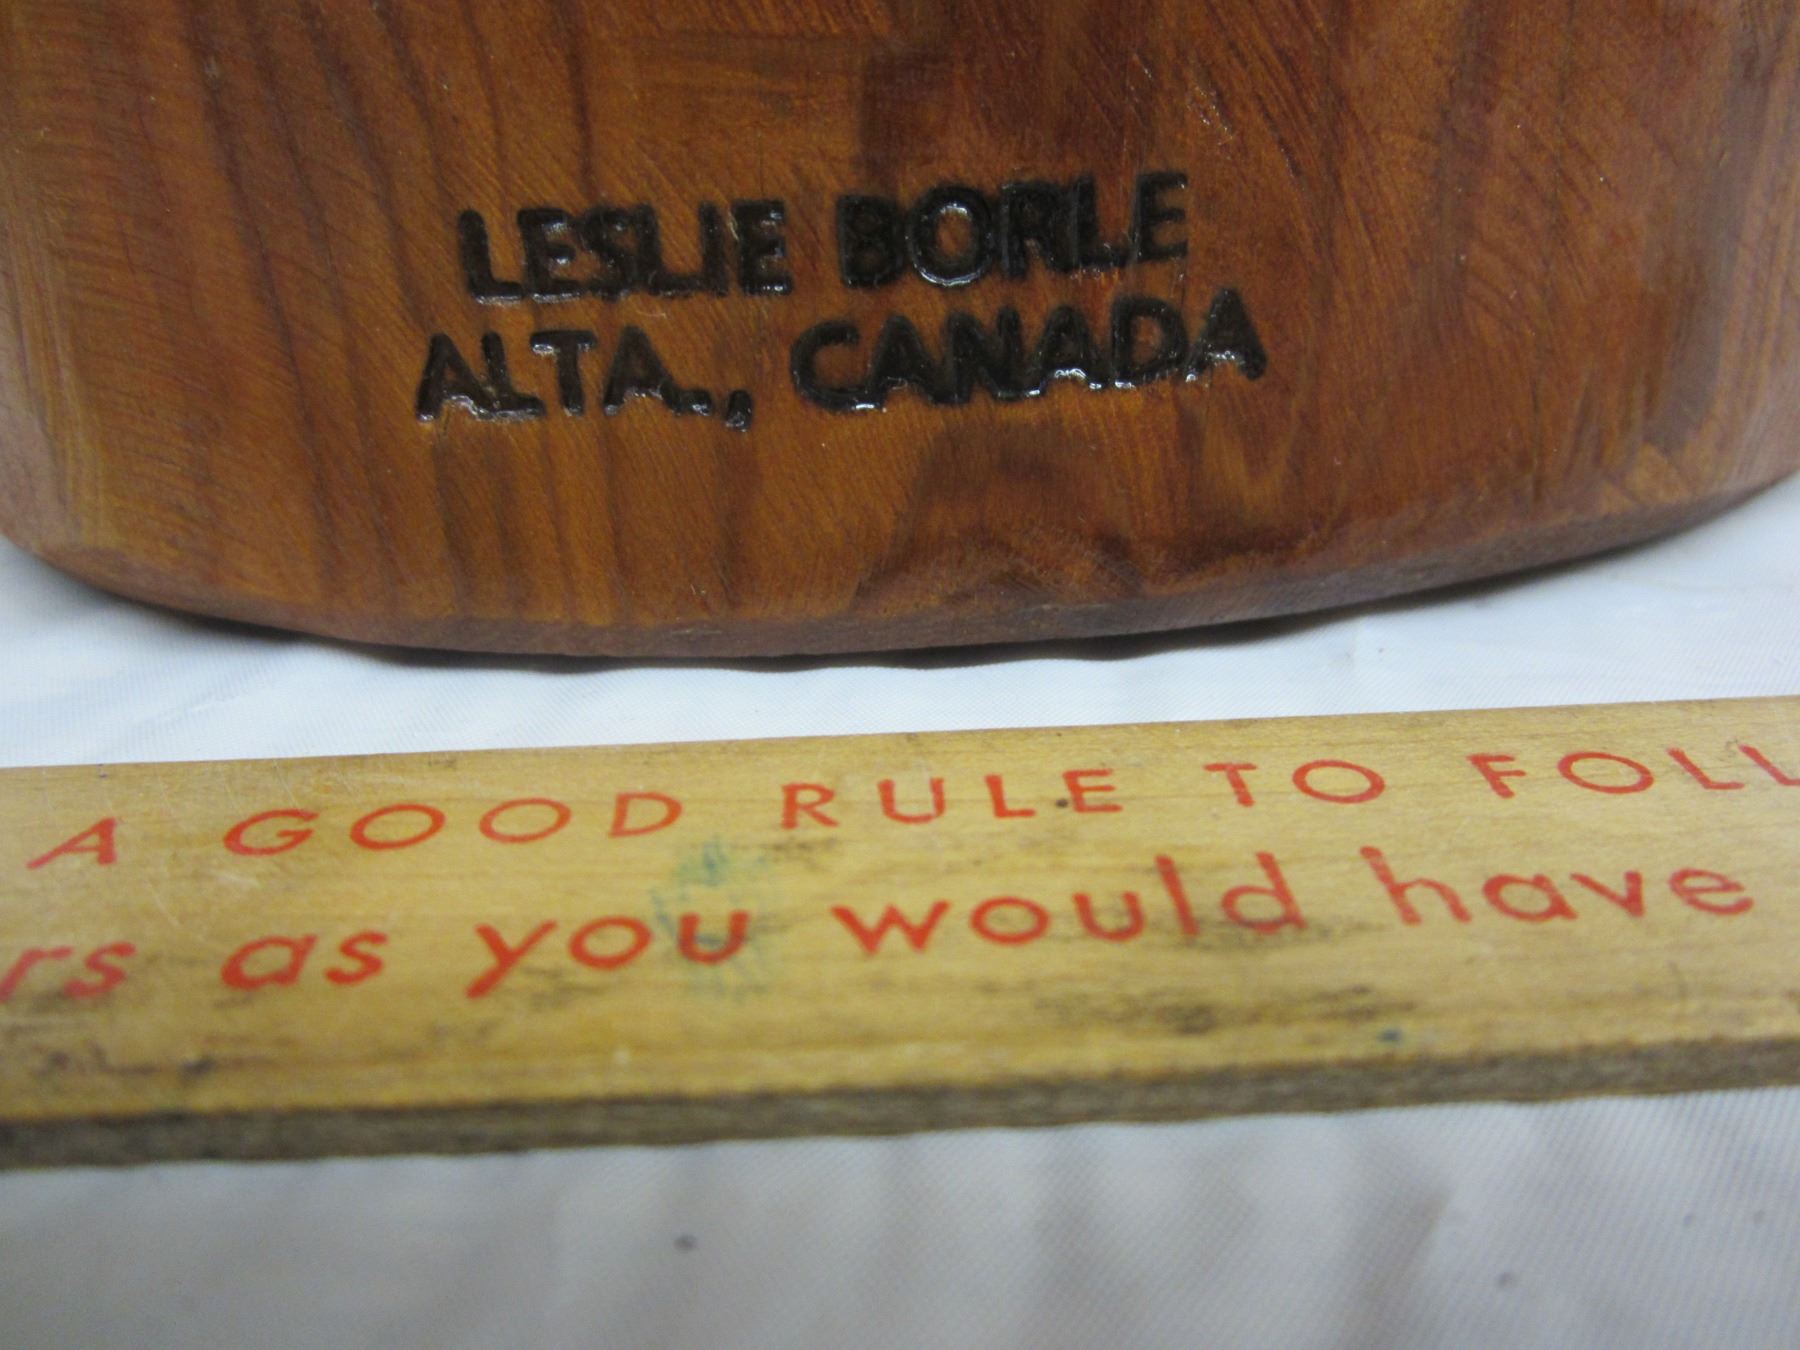 LESLIE BORLE
ALTA., CANADA
A GOOD RULE TO FOLL
rs as you would have